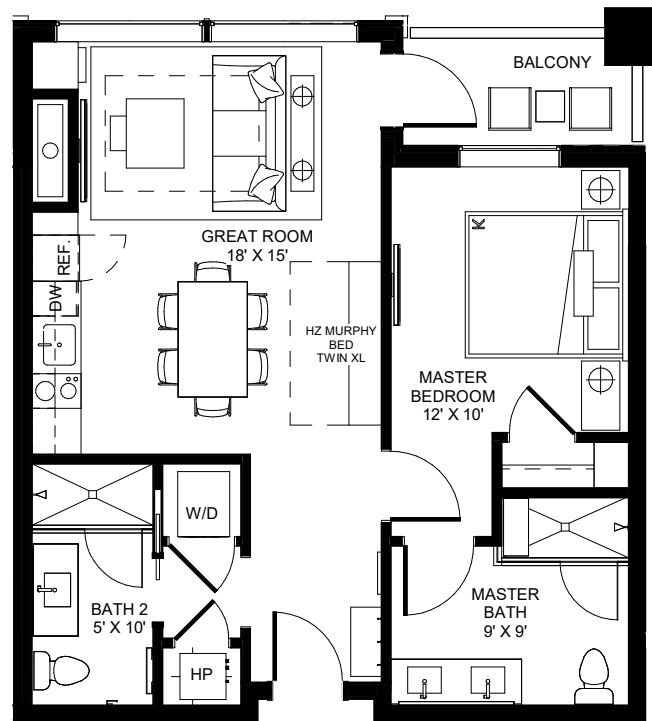 BALCONY
GREAT ROOM
18' X 15'
REF.
DW
K
HZ MURPHY
BED
TWIN XL
MASTER
BEDROOM
12' X 10'
W/D
BATH 2
5' X 10'
MASTER
BATH
9' X 9'
HP